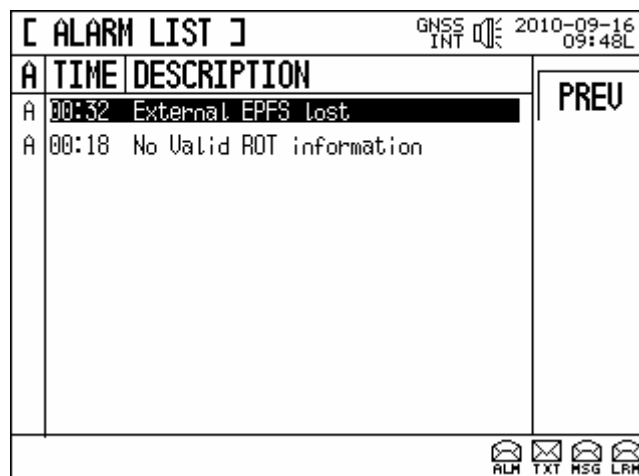 [ ALARM LIST ]
GNSS INT
2010-09-16
09:48L
A TIME DESCRIPTION
PREV
A 00:32 External EPFS lost
A 00:18 No Valid ROT information
ALM TXT MSG LRM